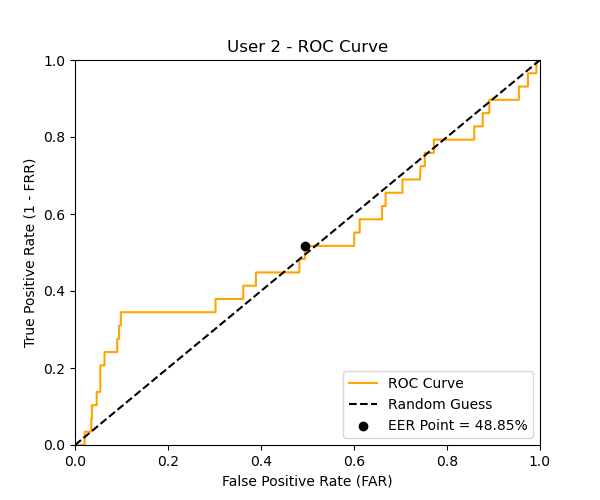 User 2 - ROC Curve
True Positive Rate (1 - FRR)
1.0
0.8
0.6
0.4
0.2
0.0
0.0 0.2 0.4 0.6 0.8 1.0
False Positive Rate (FAR)
ROC Curve
Random Guess
EER Point = 48.85%